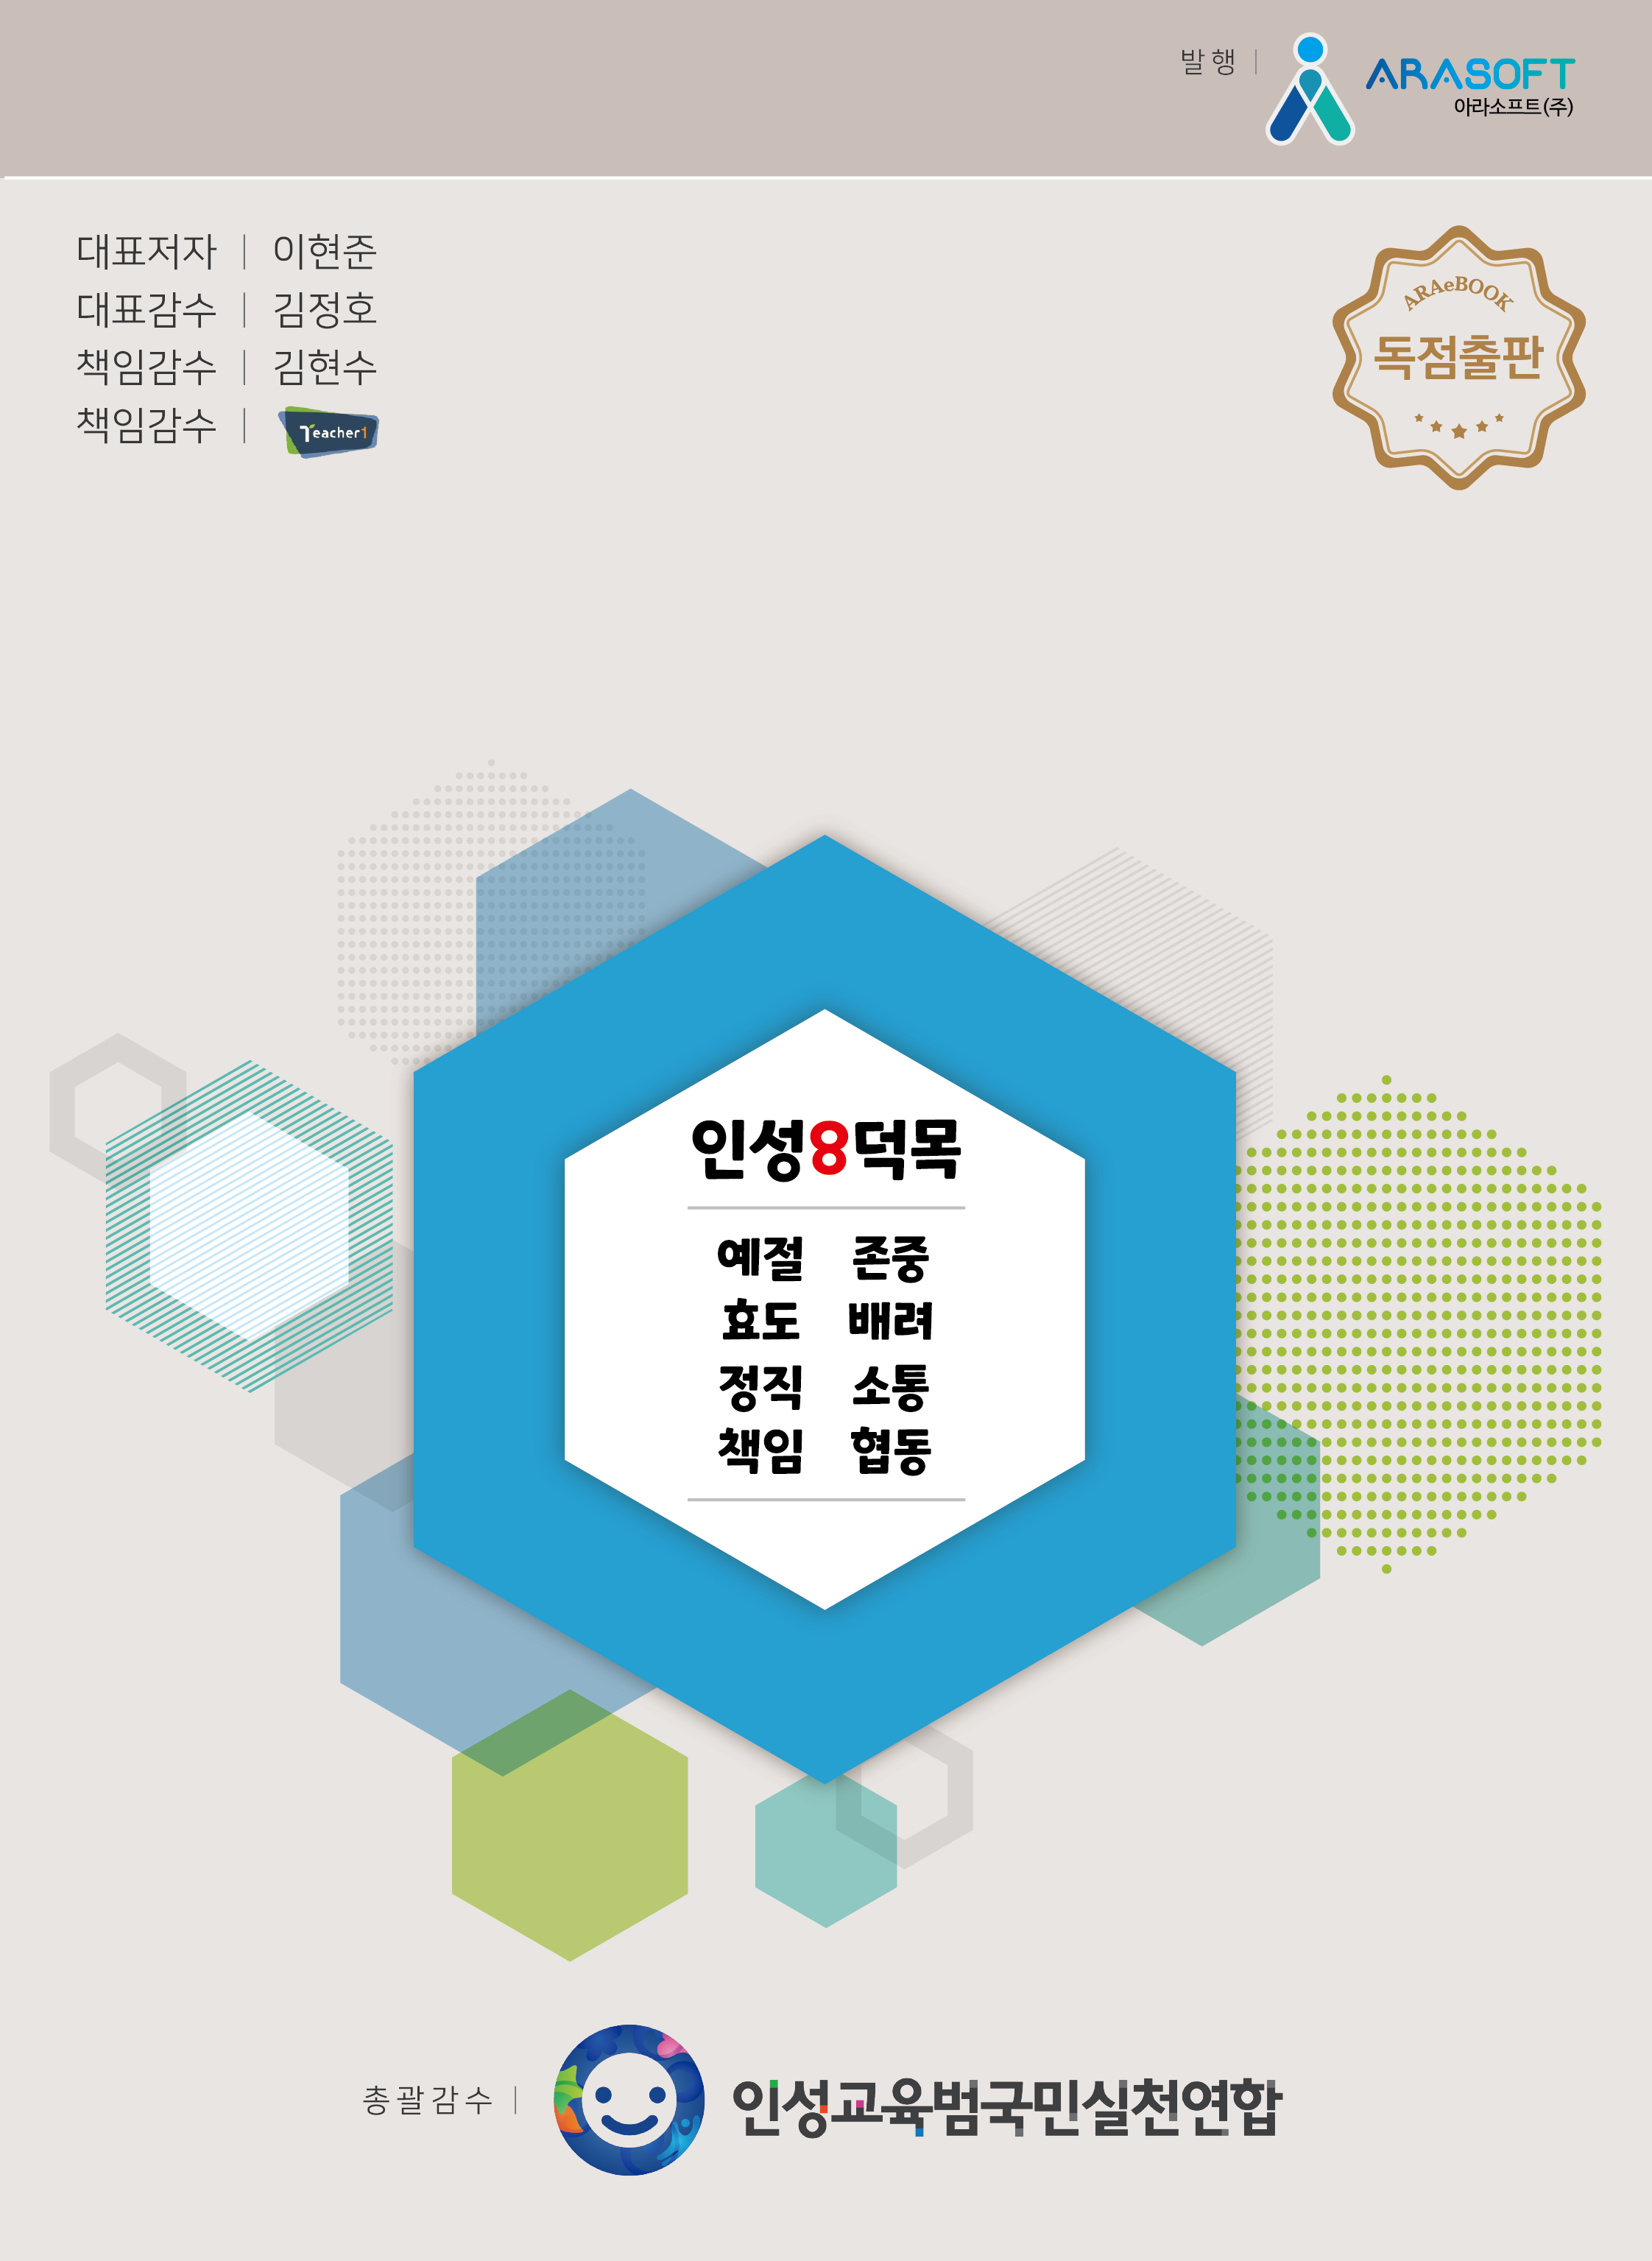 발행
ARASOFT
아라소프트(주)
대표저자 | 이현준
대표감수 | 김정호
책임감수 | 김현수
책임감수 | Teacher1
ARAeBOOK
독점출판
인성8덕목
예절 존중
효도 배려
정직 소통
책임 협동
총괄감수 | 인성교육범국민실천연합